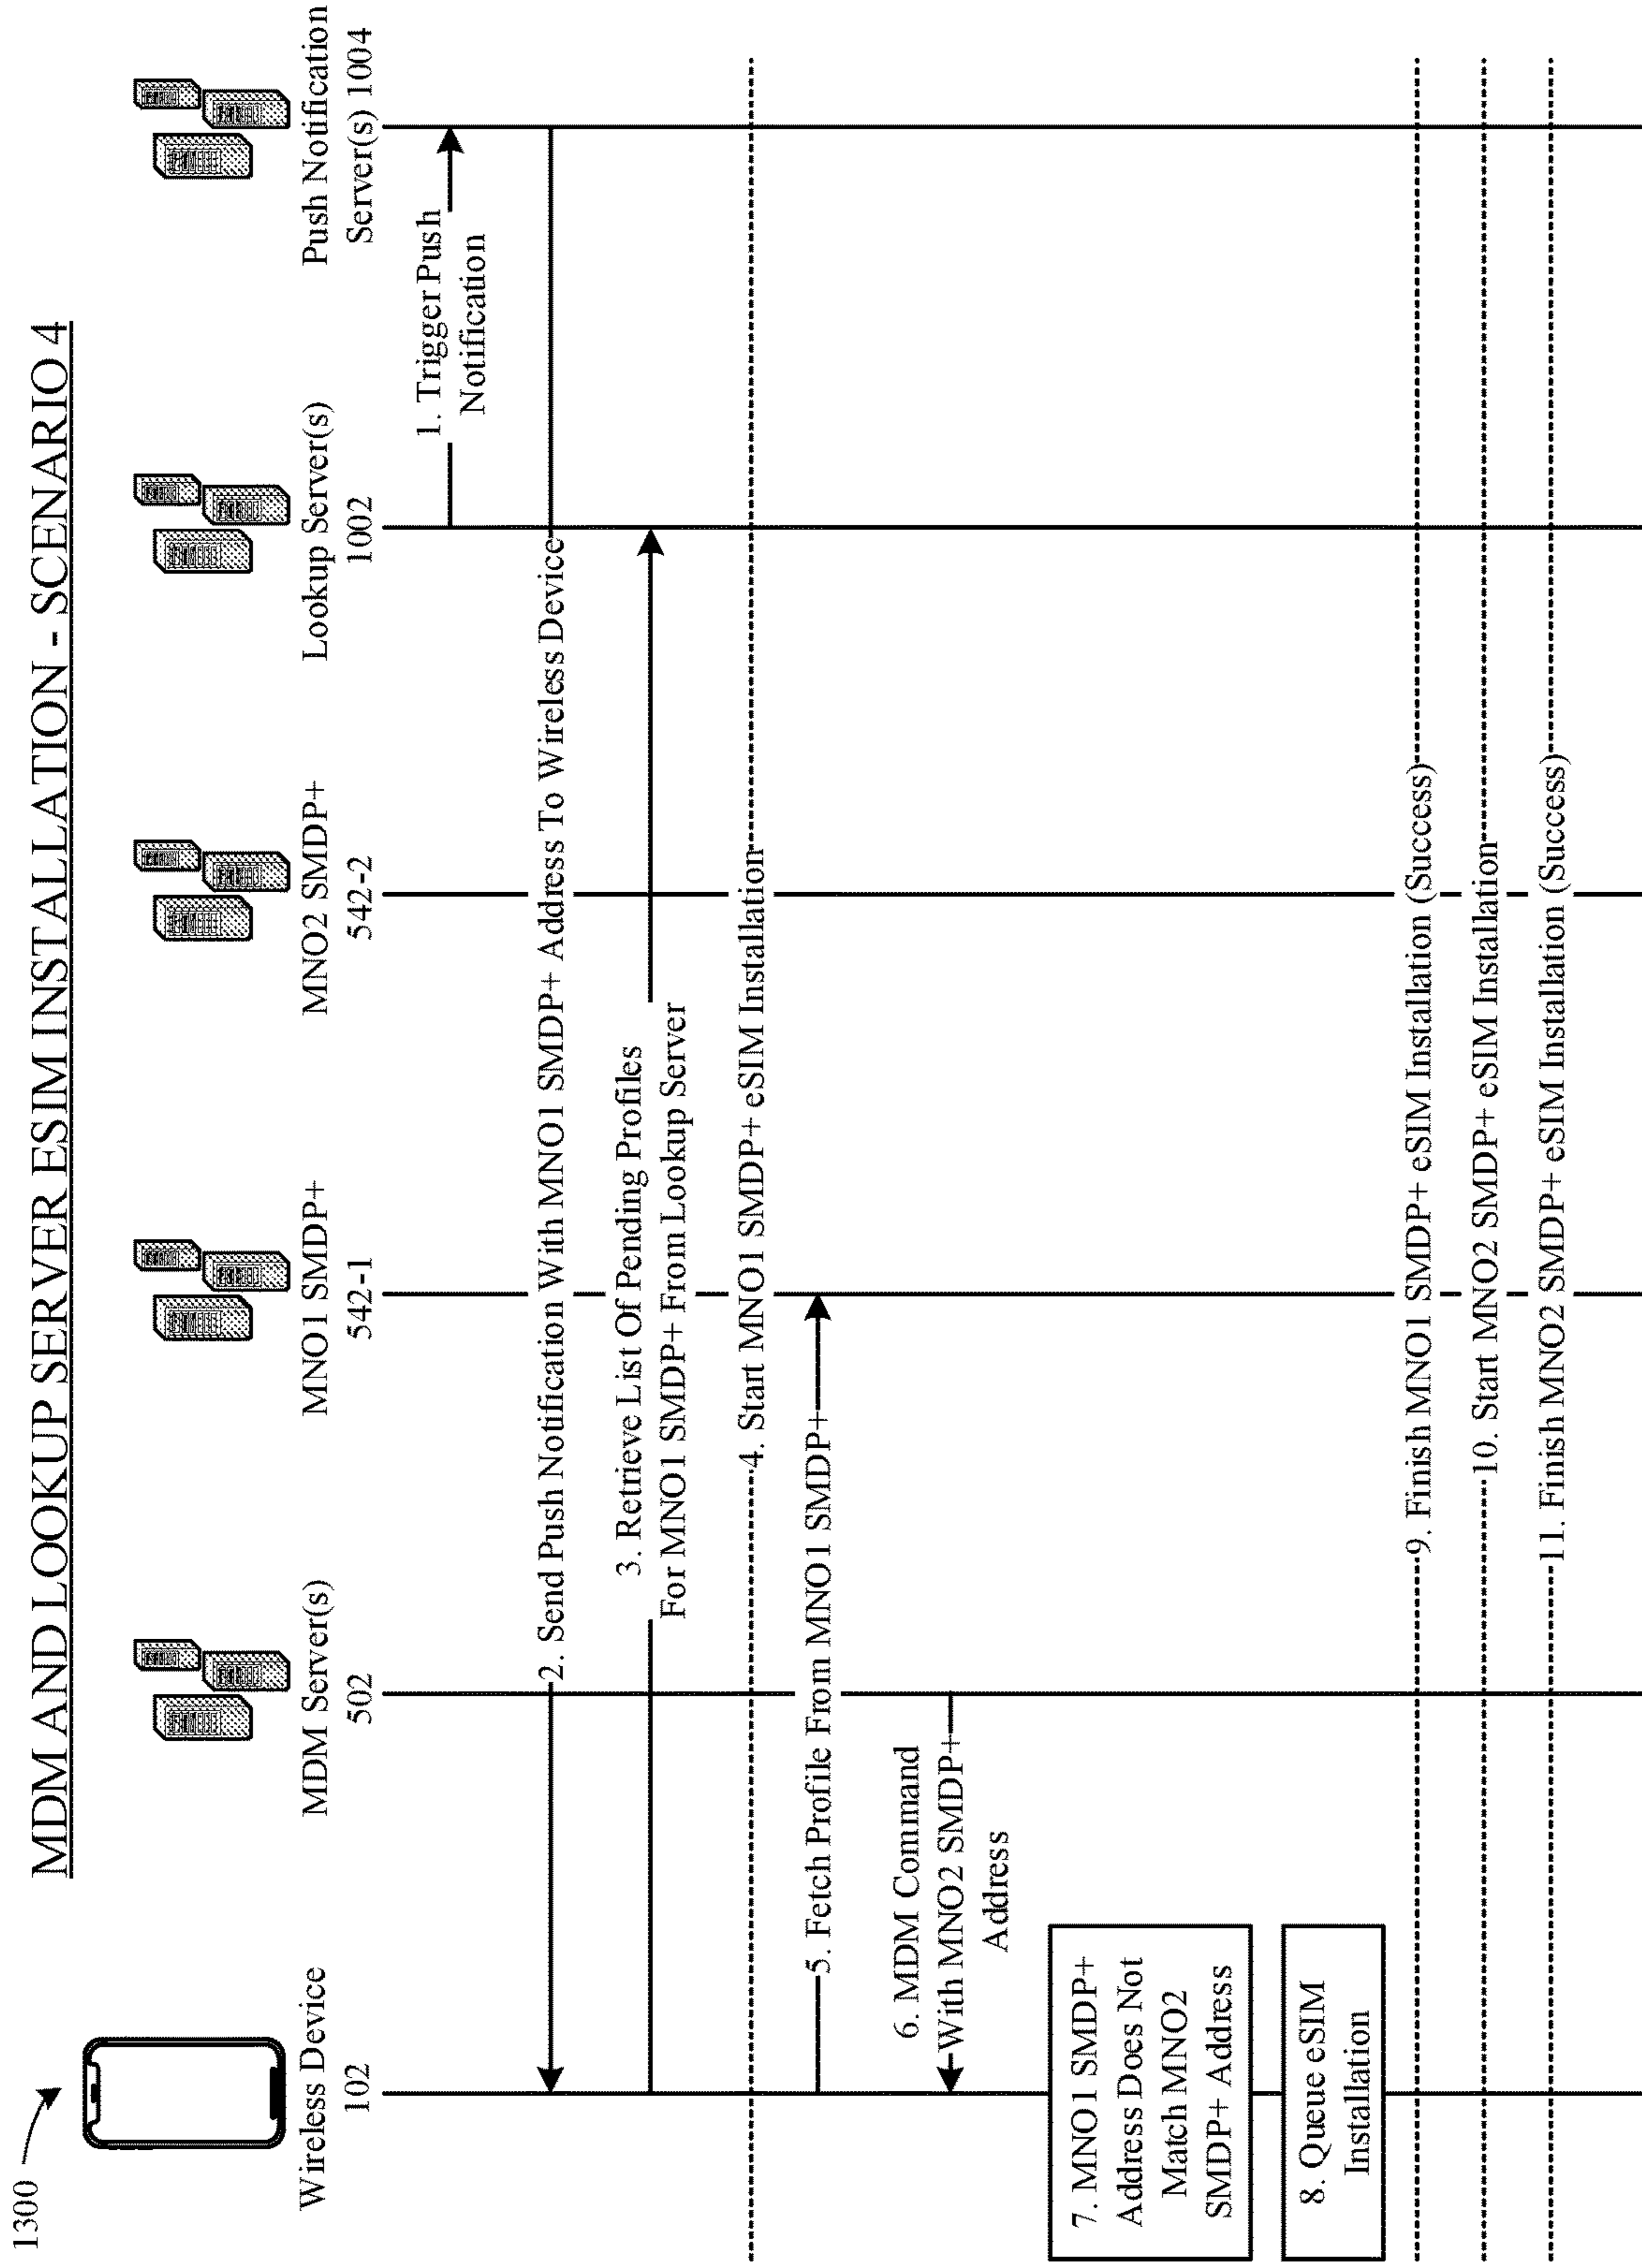 1300
MDM AND LOOKUP SERVER ESIM INSTALLATION - SCENARIO 4
Wireless Device
102
MDM Server(s)
502
MNO1 SMDP+
542-1
MNO2 SMDP+
542-2
Lookup Server(s)
1002
Push Notification
Server(s) 1004
1. Trigger Push
Notification
2. Send Push Notification With MNO1 SMDP+ Address To Wireless Device
3. Retrieve List Of Pending Profiles
For MNO1 SMDP+ From Lookup Server
4. Start MNO1 SMDP+ eSIM Installation
5. Fetch Profile From MNO1 SMDP+
6. MDM Command
With MNO2 SMDP+
Address
7. MNO1 SMDP+
Address Does Not
Match MNO2
SMDP+ Address
8. Queue eSIM
Installation
9. Finish MNO1 SMDP+ eSIM Installation (Success)
10. Start MNO2 SMDP+ eSIM Installation
11. Finish MNO2 SMDP+ eSIM Installation (Success)